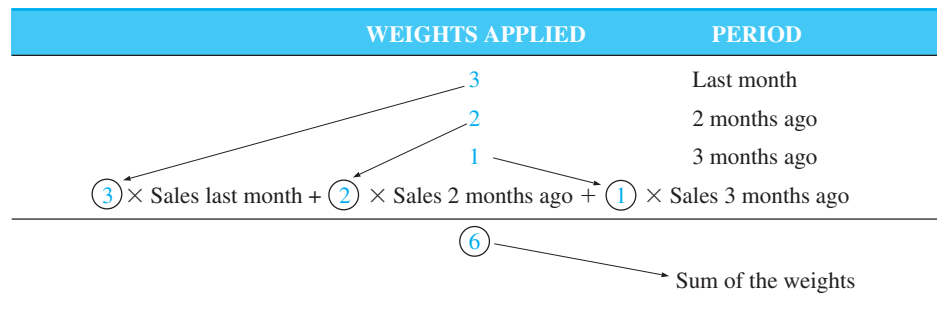 WEIGHTS APPLIED PERIOD
3 Last month
2 2 months ago
1 3 months ago
3 × Sales last month + 2 × Sales 2 months ago + 1 × Sales 3 months ago
6
Sum of the weights